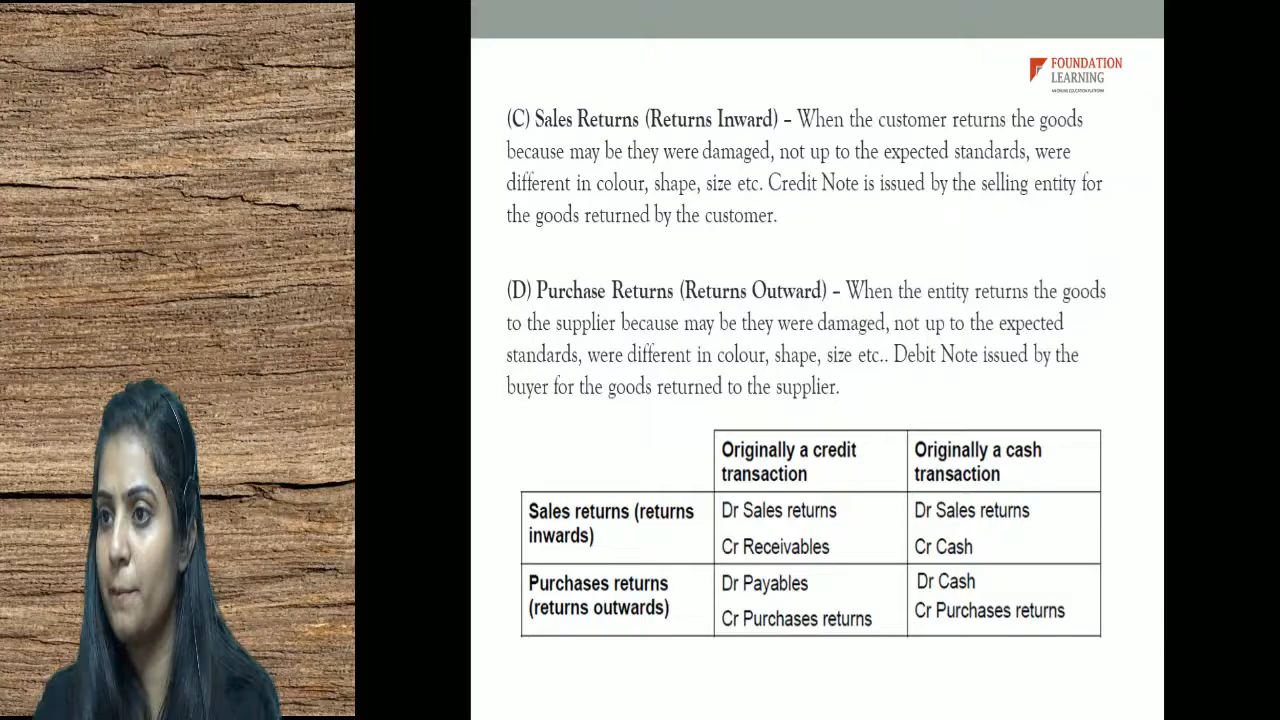 FOUNDATION
LEARNING
AN ONLINE EDUCATION PLATFORM
(C) Sales Returns (Returns Inward) – When the customer returns the goods
because may be they were damaged, not up to the expected standards, were
different in colour, shape, size etc. Credit Note is issued by the selling entity for
the goods returned by the customer.
(D) Purchase Returns (Returns Outward) – When the entity returns the goods
to the supplier because may be they were damaged, not up to the expected
standards, were different in colour, shape, size etc.. Debit Note issued by the
buyer for the goods returned to the supplier.
Originally a credit
transaction
Originally a cash
transaction
Sales returns (returns
inwards)
Dr Sales returns
Cr Receivables
Dr Sales returns
Cr Cash
Purchases returns
(returns outwards)
Dr Payables
Cr Purchases returns
Dr Cash
Cr Purchases returns